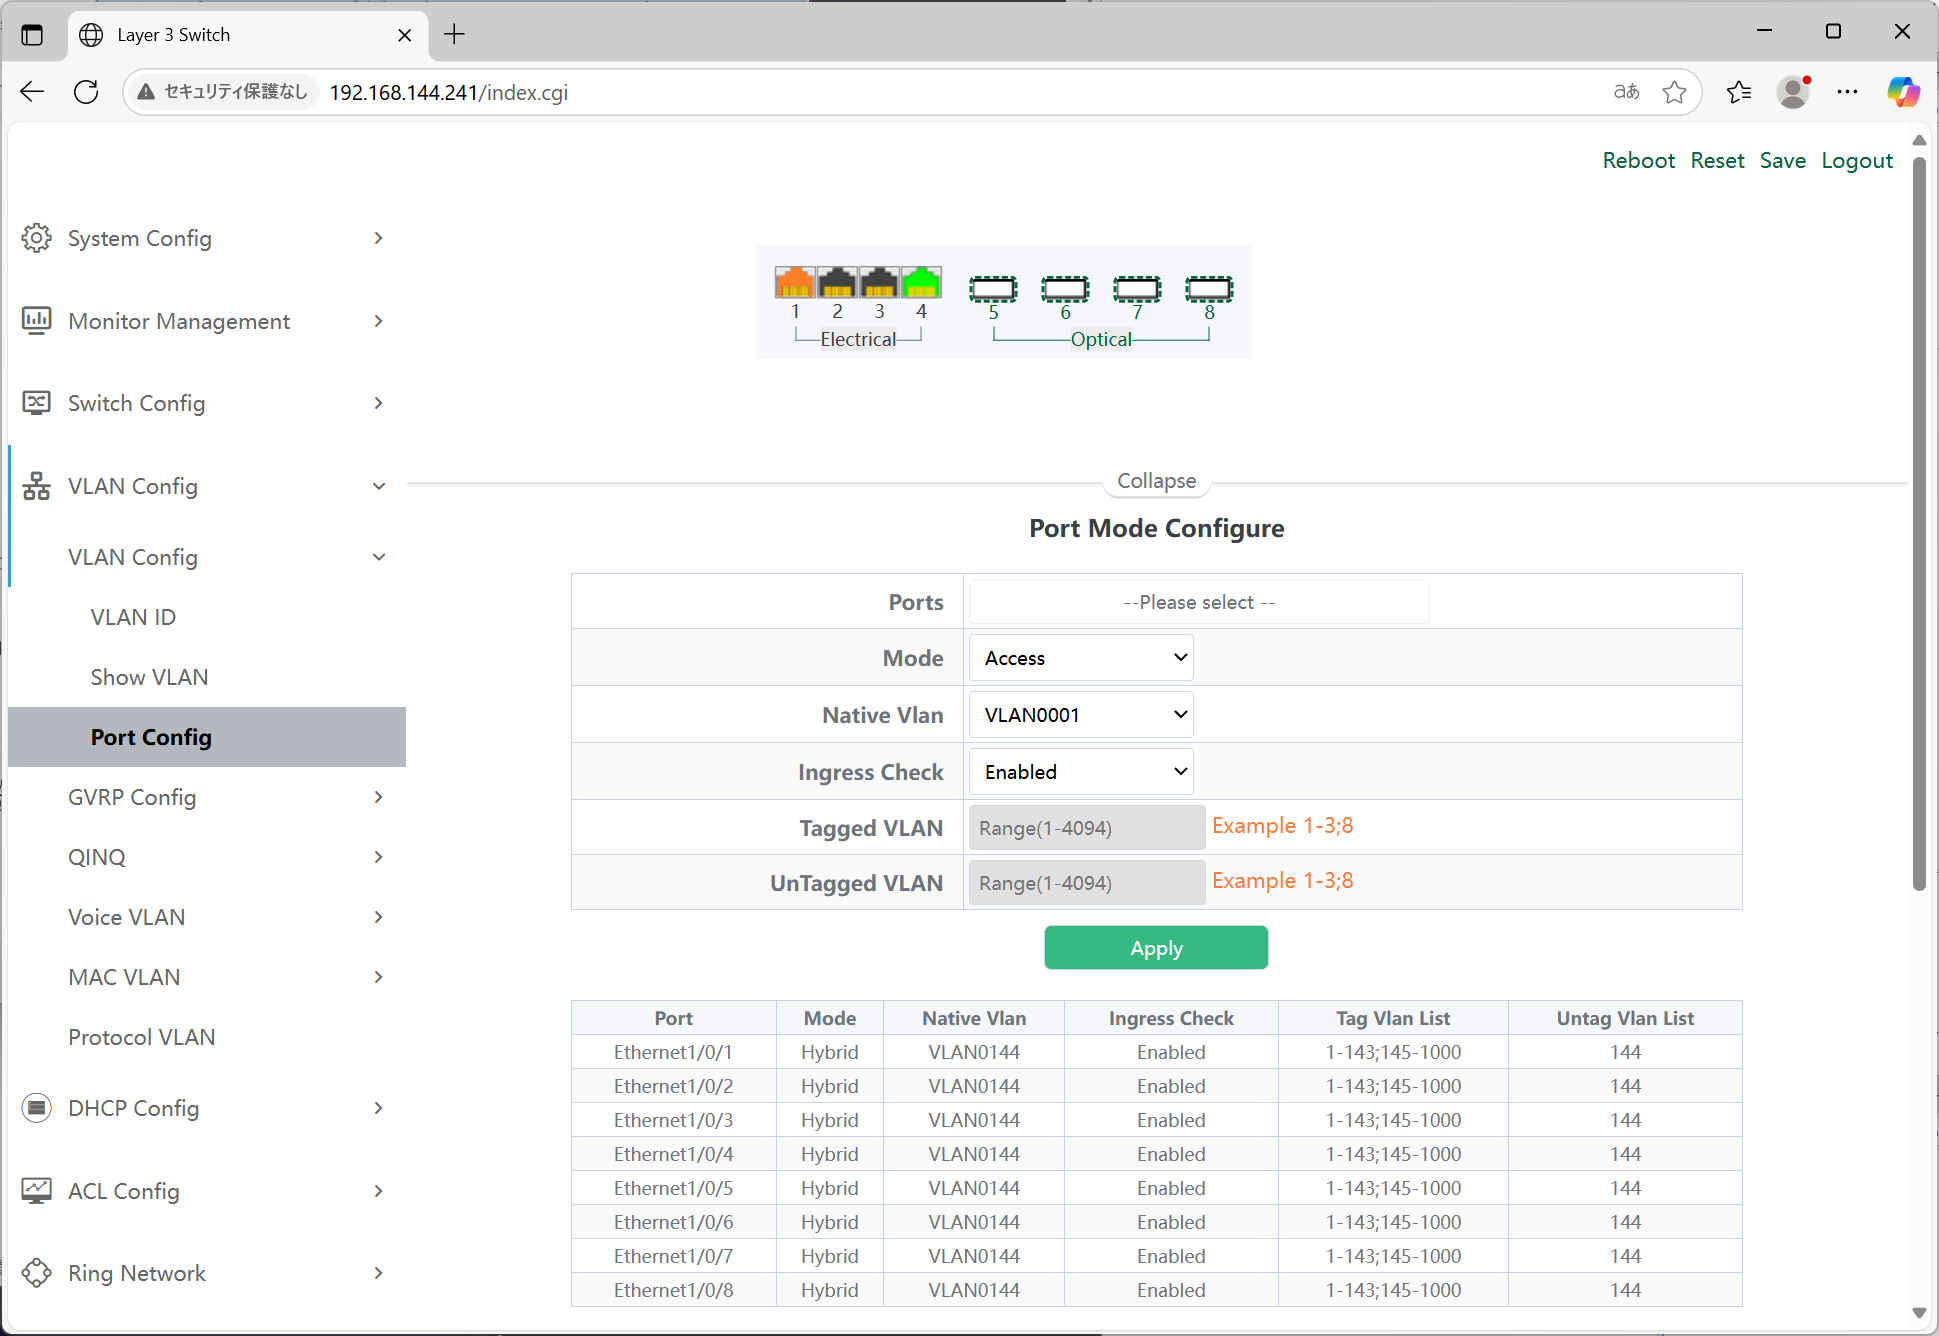 Layer 3 Switch
セキュリティ保護なし 192.168.144.241/index.cgi aあ
Reboot Reset Save Logout
System Config
Monitor Management
Switch Config
VLAN Config
VLAN Config
VLAN ID
Show VLAN
Port Config
GVRP Config
QINQ
Voice VLAN
MAC VLAN
Protocol VLAN
DHCP Config
ACL Config
Ring Network
1 2 3 4 5 6 7 8
Electrical Optical
Collapse
Port Mode Configure
Ports --Please select --
Mode Access
Native Vlan VLAN0001
Ingress Check Enabled
Tagged VLAN Range(1-4094) Example 1-3;8
UnTagged VLAN Range(1-4094) Example 1-3;8
Apply
Port Mode Native Vlan Ingress Check Tag Vlan List Untag Vlan List
Ethernet1/0/1 Hybrid VLAN0144 Enabled 1-143;145-1000 144
Ethernet1/0/2 Hybrid VLAN0144 Enabled 1-143;145-1000 144
Ethernet1/0/3 Hybrid VLAN0144 Enabled 1-143;145-1000 144
Ethernet1/0/4 Hybrid VLAN0144 Enabled 1-143;145-1000 144
Ethernet1/0/5 Hybrid VLAN0144 Enabled 1-143;145-1000 144
Ethernet1/0/6 Hybrid VLAN0144 Enabled 1-143;145-1000 144
Ethernet1/0/7 Hybrid VLAN0144 Enabled 1-143;145-1000 144
Ethernet1/0/8 Hybrid VLAN0144 Enabled 1-143;145-1000 144